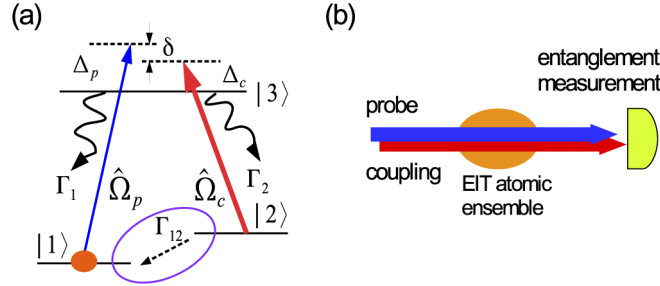 (a)
δ
Δp
Δc
|3⟩
Γ1
Ω̂p
Ω̂c
Γ2
|1⟩
Γ12
|2⟩
(b)
entanglement
measurement
probe
coupling
EIT atomic
ensemble